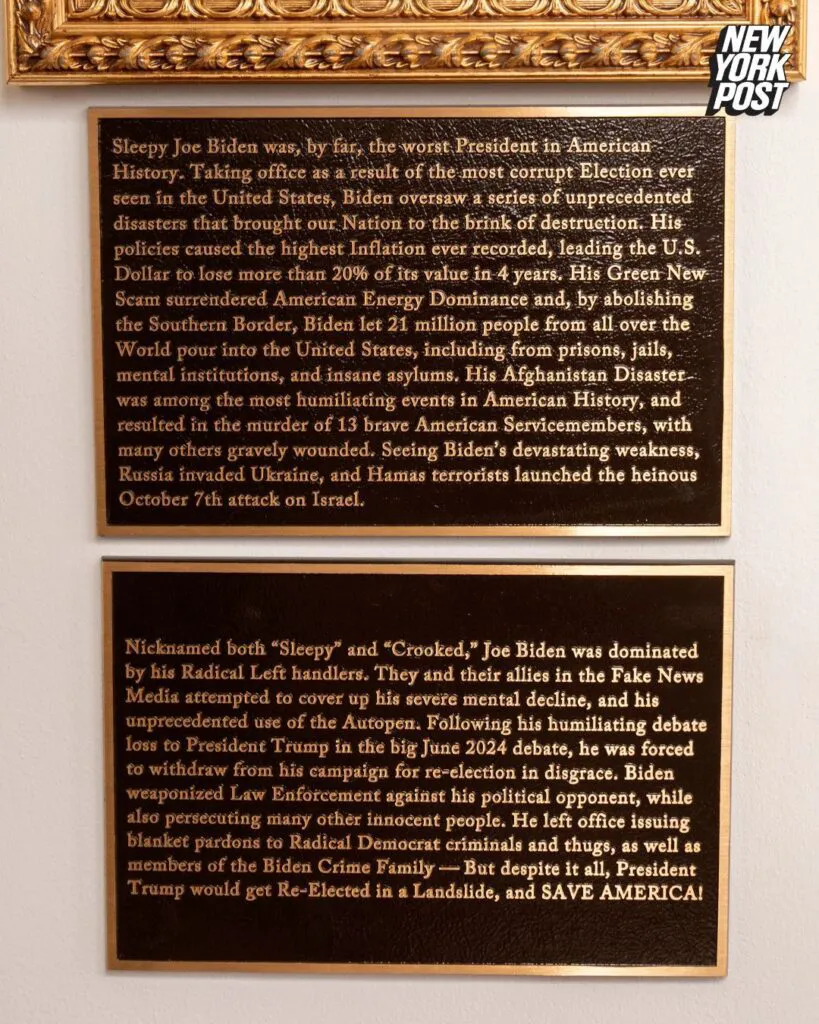 NEW
YORK
POST
Sleepy Joe Biden was, by far, the worst President in American
History. Taking office as a result of the most corrupt Election ever
seen in the United States, Biden oversaw a series of unprecedented
disasters that brought our Nation to the brink of destruction. His
policies caused the highest Inflation ever recorded, leading the U.S.
Dollar to lose more than 20% of its value in 4 years. His Green New
Scam surrendered American Energy Dominance and, by abolishing
the Southern Border, Biden let 21 million people from all over the
World pour into the United States, including from prisons, jails,
mental institutions, and insane asylums. His Afghanistan Disaster
was among the most humiliating events in American History, and
resulted in the murder of 13 brave American Servicemembers, with
many others gravely wounded. Seeing Biden's devastating weakness,
Russia invaded Ukraine, and Hamas terrorists launched the heinous
October 7th attack on Israel.
Nicknamed both “Sleepy” and “Crooked,” Joe Biden was dominated
by his Radical Left handlers. They and their allies in the Fake News
Media attempted to cover up his severe mental decline, and his
unprecedented use of the Autopen. Following his humiliating debate
loss to President Trump in the big June 2024 debate, he was forced
to withdraw from his campaign for re-election in disgrace. Biden
weaponized Law Enforcement against his political opponent, while
also persecuting many other innocent people. He left office issuing
blanket pardons to Radical Democrat criminals and thugs, as well as
members of the Biden Crime Family — But despite it all, President
Trump would get Re-Elected in a Landslide, and SAVE AMERICA!